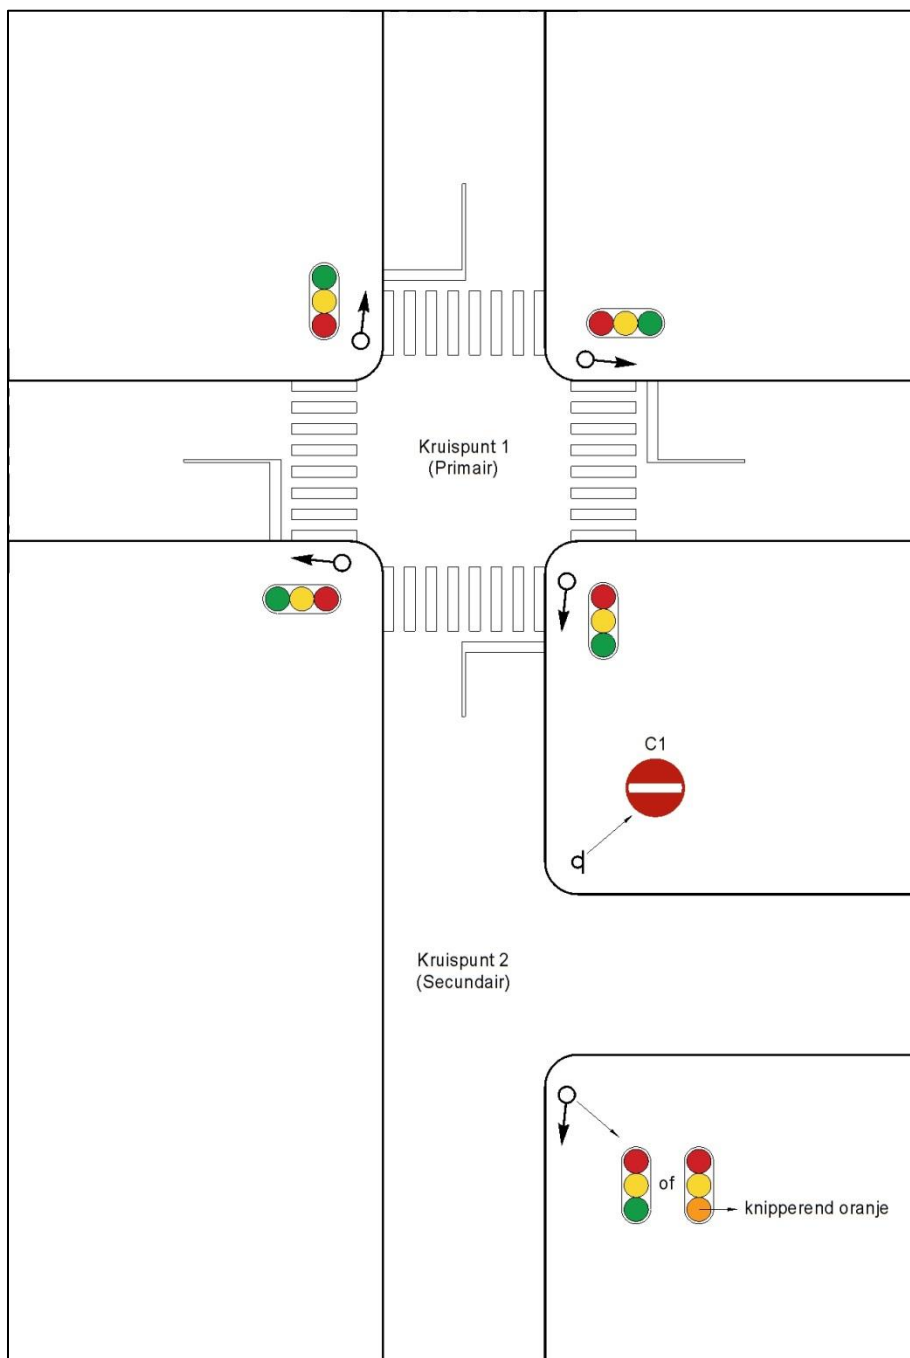 Kruispunt 1
(Primair)
C1
Kruispunt 2
(Secundair)
of
knipperend oranje